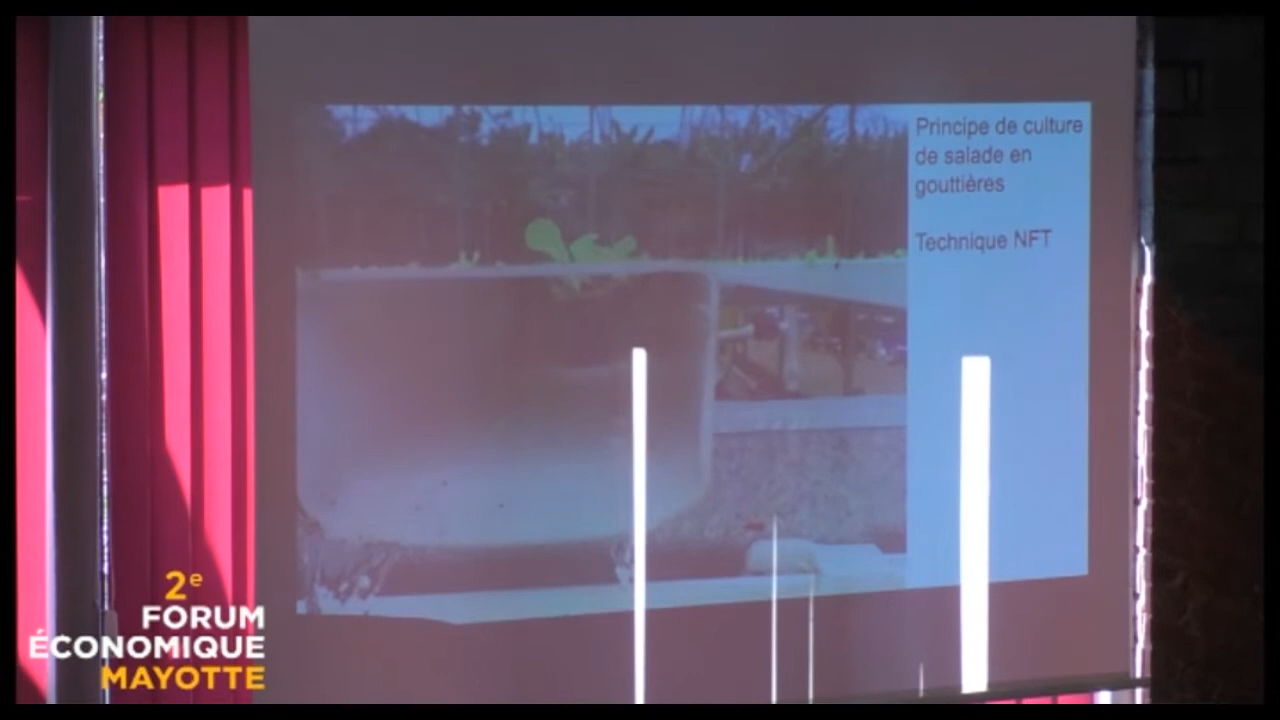 Principe de culture
de salade en
gouttières
Technique NFT
2e
FORUM
ÉCONOMIQUE
MAYOTTE